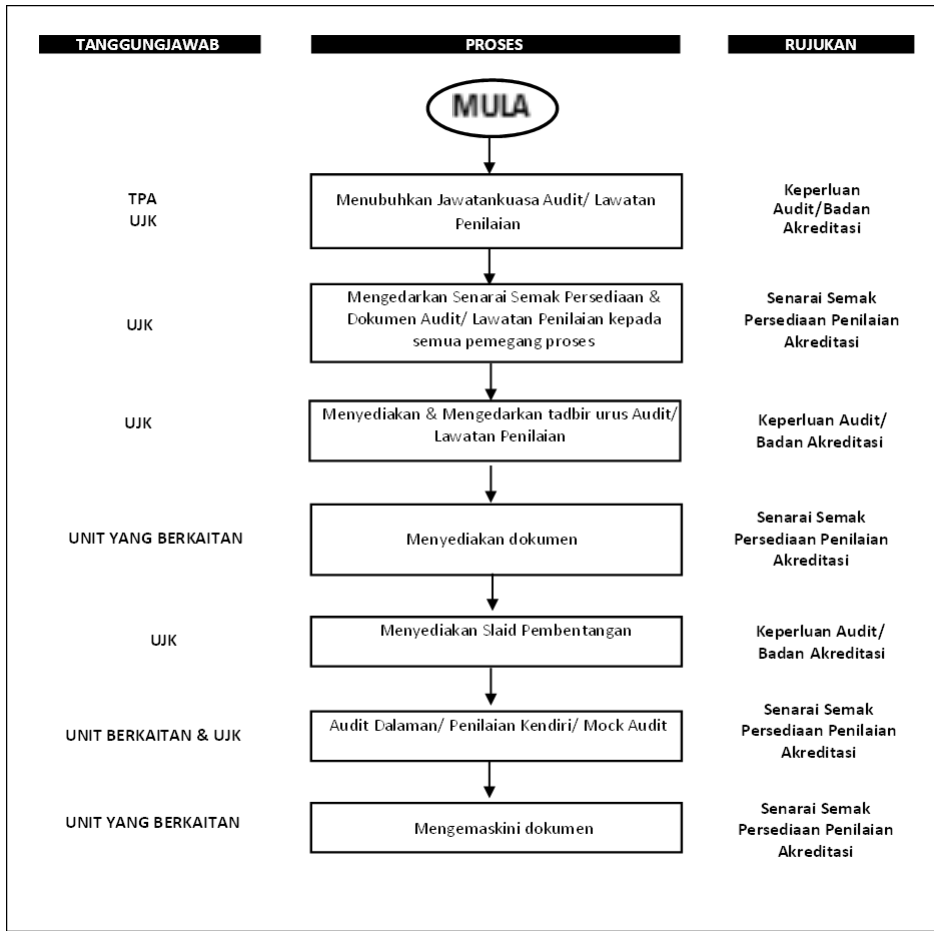 TANGGUNGJAWAB
PROSES
RUJUKAN
MULA
TPA
UJK
Menubuhkan Jawatankuasa Audit/ Lawatan
Penilaian
Keperluan
Audit/Badan
Akreditasi
UJK
Mengedarkan Senarai Semak Persediaan &
Dokumen Audit/ Lawatan Penilaian kepada
semua pemegang proses
Senarai Semak
Persediaan Penilaian
Akreditasi
UJK
Menyediakan & Mengedarkan tadbir urus Audit/
Lawatan Penilaian
Keperluan Audit/
Badan Akreditasi
UNIT YANG BERKAITAN
Menyediakan dokumen
Senarai Semak
Persediaan Penilaian
Akreditasi
UJK
Menyediakan Slaid Pembentangan
Keperluan Audit/
Badan Akreditasi
UNIT BERKAITAN & UJK
Audit Dalaman/ Penilaian Kendiri/ Mock Audit
Senarai Semak
Persediaan Penilaian
Akreditasi
UNIT YANG BERKAITAN
Mengemaskini dokumen
Senarai Semak
Persediaan Penilaian
Akreditasi